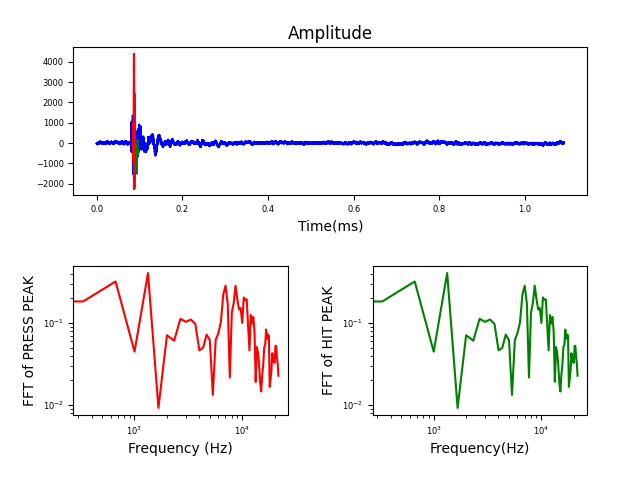 Amplitude
4000
3000
2000
1000
0
−1000
−2000
0.0 0.2 0.4 0.6 0.8 1.0
Time(ms)
FFT of PRESS PEAK
10⁻¹
10⁻²
10³ 10⁴
Frequency (Hz)
FFT of HIT PEAK
10⁻¹
10⁻²
10³ 10⁴
Frequency(Hz)